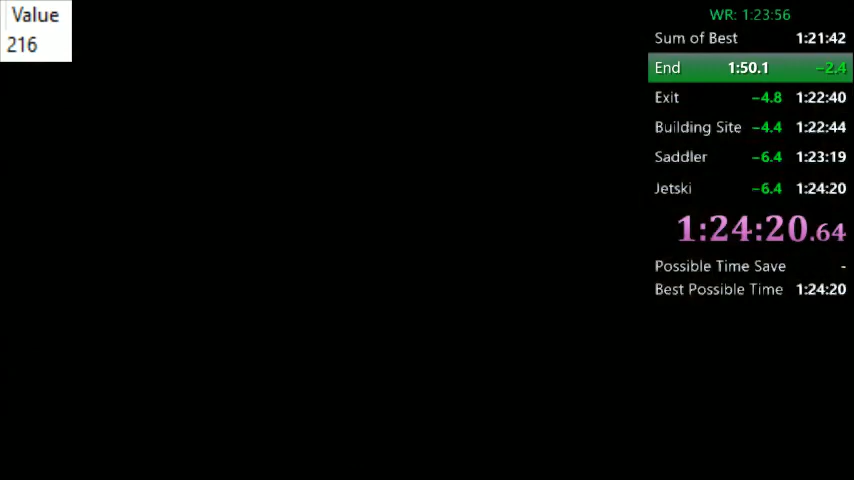 Value
216
WR: 1:23:56
Sum of Best 1:21:42
End 1:50.1 −2.4
Exit −4.8 1:22:40
Building Site −4.4 1:22:44
Saddler −6.4 1:23:19
Jetski −6.4 1:24:20
1:24:20.64
Possible Time Save -
Best Possible Time 1:24:20